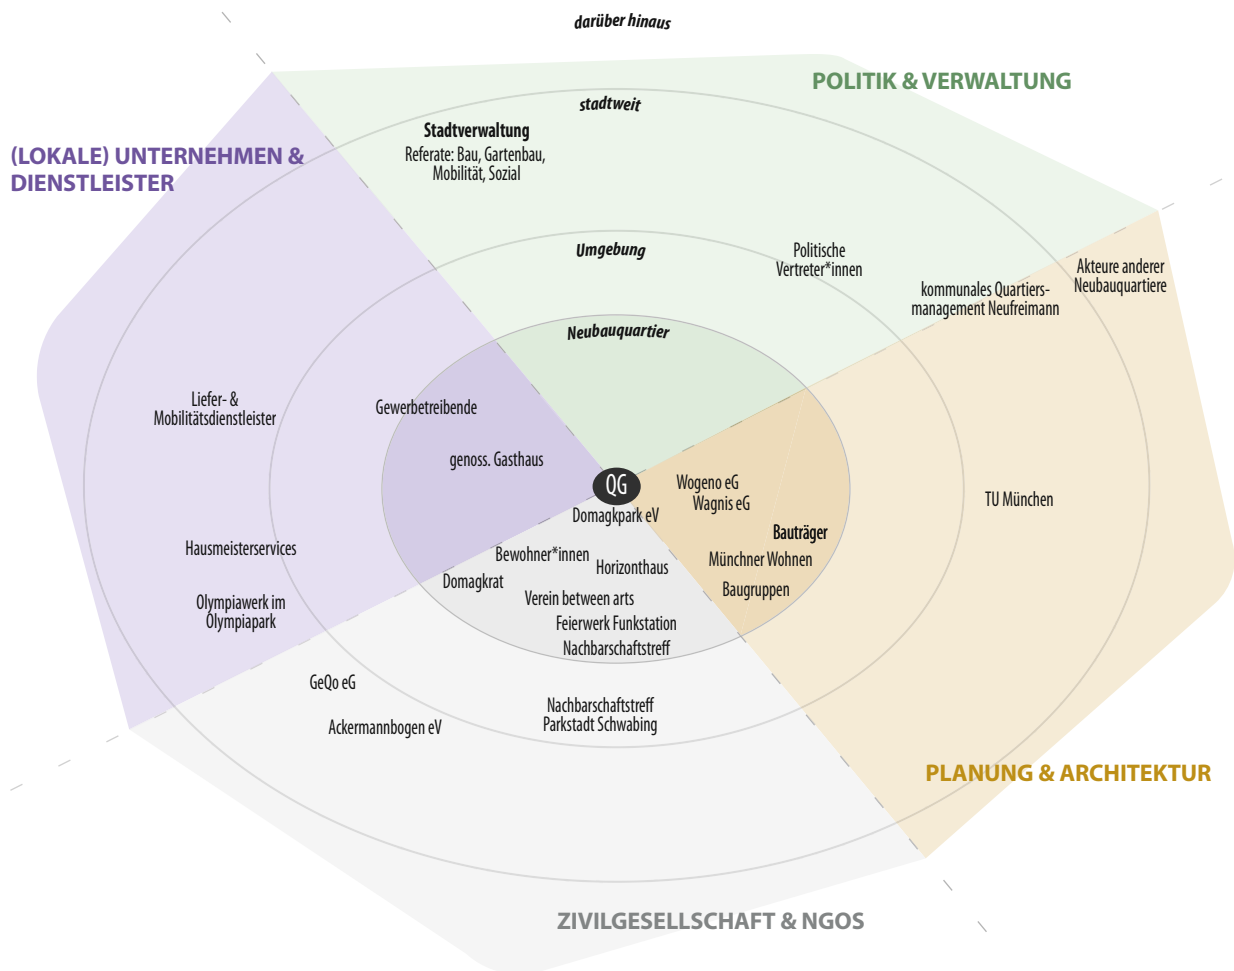 darüber hinaus
POLITIK & VERWALTUNG
stadtweit
Stadtverwaltung
Referate: Bau, Gartenbau,
Mobilität, Sozial
(LOKALE) UNTERNEHMEN &
DIENSTLEISTER
Umgebung
Politische
Vertreter*innen
Akteure anderer
Neubauquartiere
kommunales Quartiers-
management Neufreimann
Neubauquartier
Liefer- &
Mobilitätsdienstleister
Gewerbetreibende
genoss. Gasthaus
QG
Wogeno eG
Wagnis eG
TU München
Domagkpark eV
Bauträger
Hausmeisterservices
Bewohner*innen
Horizonthaus
Münchner Wohnen
Domagkrat
Baugruppen
Olympiawerk im
Olympiapark
Verein between arts
Feierwerk Funkstation
Nachbarschaftstreff
GeQo eG
Ackermannbogen eV
Nachbarschaftstreff
Parkstadt Schwabing
PLANUNG & ARCHITEKTUR
ZIVILGESELLSCHAFT & NGOS